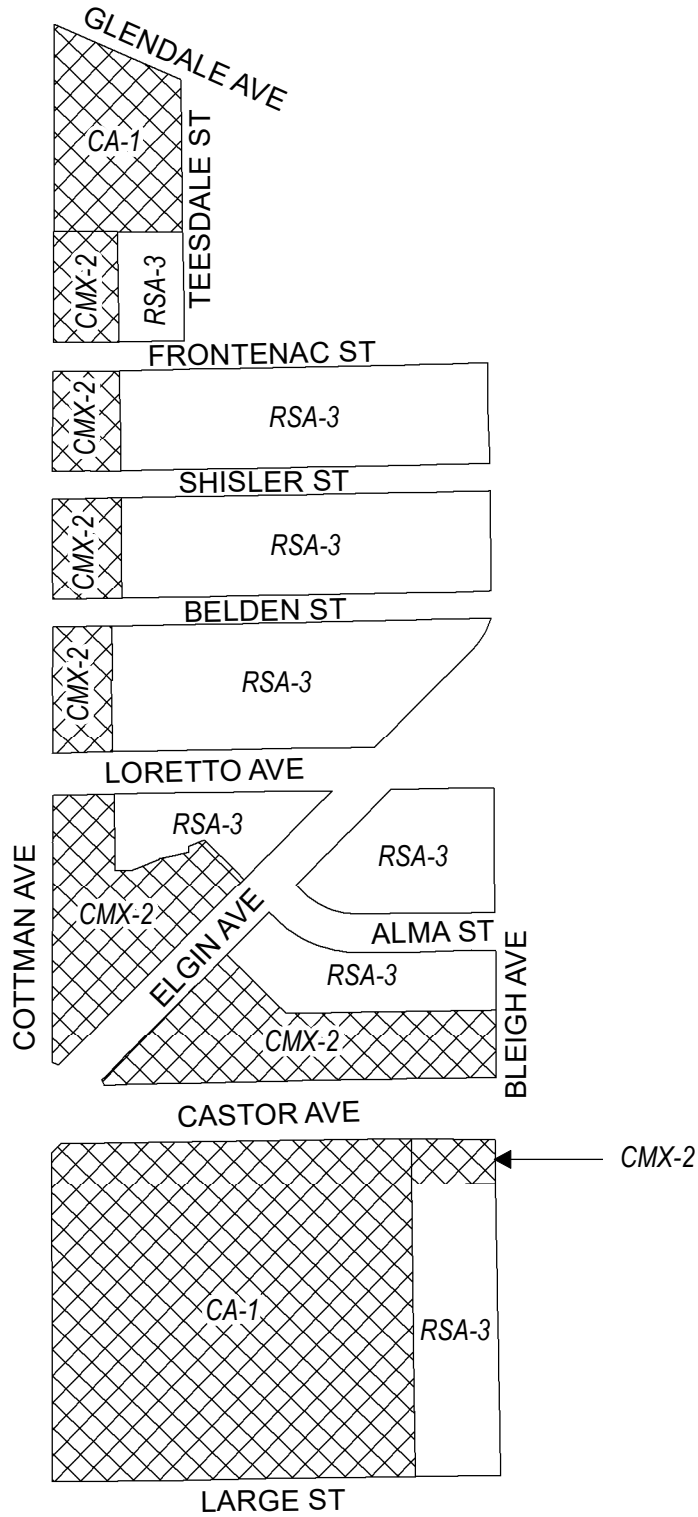 GLENDALE AVE
CA-1
TEESDALE ST
CMX-2
RSA-3
FRONTENAC ST
CMX-2
RSA-3
SHISLER ST
CMX-2
RSA-3
BELDEN ST
CMX-2
RSA-3
LORETTO AVE
RSA-3
RSA-3
COTTMAN AVE
CMX-2
ELGIN AVE
ALMA ST
RSA-3
BLEIGH AVE
CMX-2
CASTOR AVE
CMX-2
CA-1
RSA-3
LARGE ST